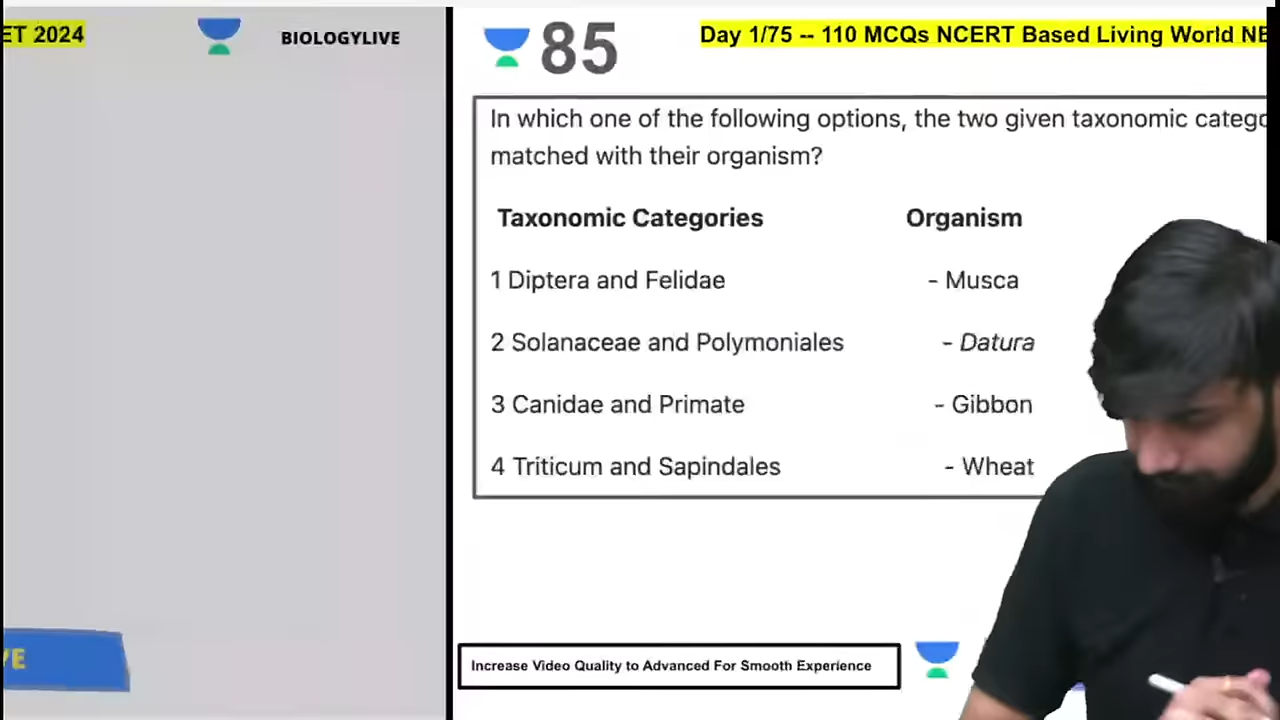 ET 2024
BIOLOGYLIVE
85
Day 1/75 -- 110 MCQs NCERT Based Living World NE
In which one of the following options, the two given taxonomic catego
matched with their organism?
Taxonomic Categories Organism
1 Diptera and Felidae - Musca
2 Solanaceae and Polymoniales - Datura
3 Canidae and Primate - Gibbon
4 Triticum and Sapindales - Wheat
VE
Increase Video Quality to Advanced For Smooth Experience